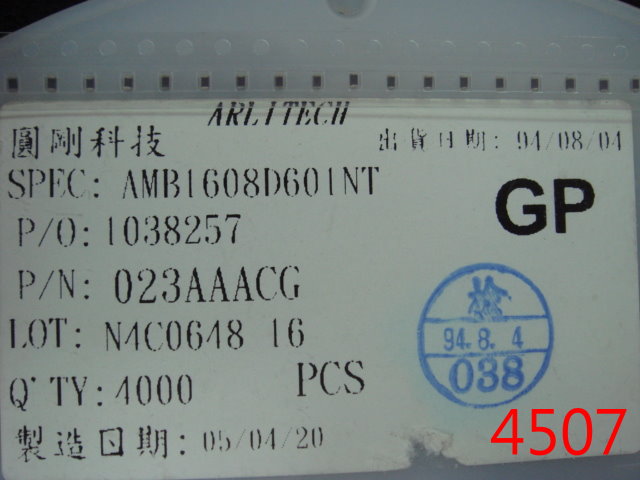 ARLITECH
圓剛科技 出貨日期: 94/08/04
SPEC: AMB1608D601NT
GP
P/O: 1038257
P/N: 023AAACG
LOT: N4C0648 16
94.8.4
038
Q'TY: 4000 PCS
製造日期: 05/04/20
4507